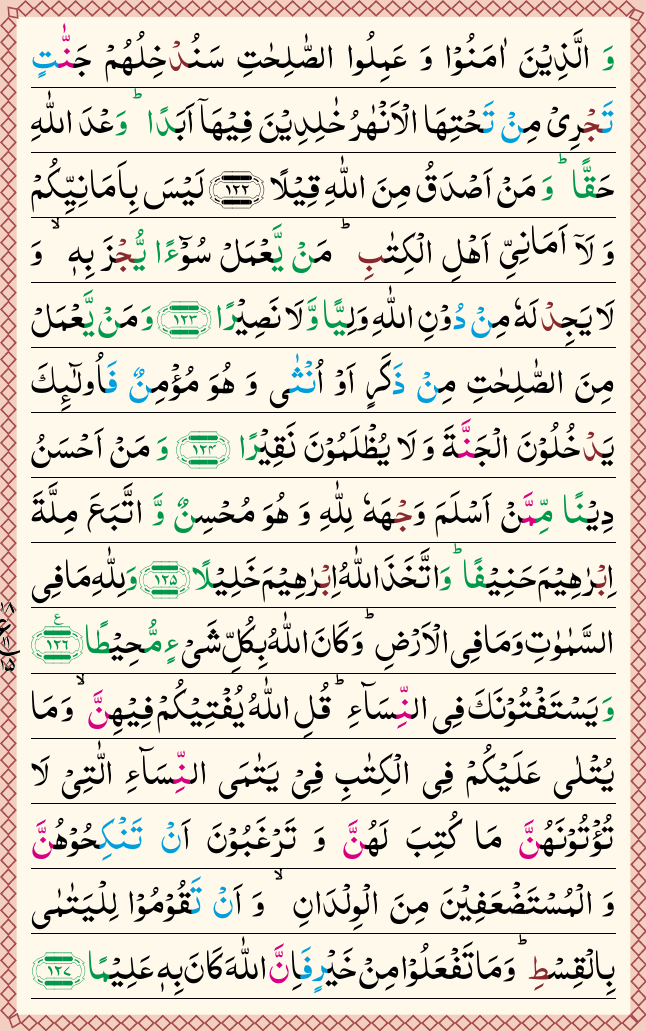 وَ الَّذِيْنَ اٰمَنُوْا وَ عَمِلُوا الصّٰلِحٰتِ سَنُدْخِلُهُمْ جَنّٰتٍ
تَجْرِيْ مِنْ تَحْتِهَا الْاَنْهٰرُ خٰلِدِيْنَ فِيْهَاۤ اَبَدًا ؕ وَعْدَ اللّٰهِ
حَقًّا ؕ وَ مَنْ اَصْدَقُ مِنَ اللّٰهِ قِيْلًا ﴿۱۲۲﴾ لَيْسَ بِاَمَانِيِّكُمْ
وَ لَاۤ اَمَانِيِّ اَهْلِ الْكِتٰبِ ؕ مَنْ يَّعْمَلْ سُوْٓءًا يُّجْزَ بِهٖ ۙ وَ
لَا يَجِدْ لَهٗ مِنْ دُوْنِ اللّٰهِ وَلِيًّا وَّ لَا نَصِيْرًا ﴿۱۲۳﴾ وَ مَنْ يَّعْمَلْ
مِنَ الصّٰلِحٰتِ مِنْ ذَكَرٍ اَوْ اُنْثٰى وَ هُوَ مُؤْمِنٌ فَاُولٰٓئِكَ
يَدْخُلُوْنَ الْجَنَّةَ وَ لَا يُظْلَمُوْنَ نَقِيْرًا ﴿۱۲۴﴾ وَ مَنْ اَحْسَنُ
دِيْنًا مِّمَّنْ اَسْلَمَ وَجْهَهٗ لِلّٰهِ وَ هُوَ مُحْسِنٌ وَّ اتَّبَعَ مِلَّةَ
اِبْرٰهِيْمَ حَنِيْفًا ؕ وَ اتَّخَذَ اللّٰهُ اِبْرٰهِيْمَ خَلِيْلًا ﴿۱۲۵﴾ وَ لِلّٰهِ مَا فِى
السَّمٰوٰتِ وَ مَا فِى الْاَرْضِ ؕ وَ كَانَ اللّٰهُ بِكُلِّ شَيْءٍ مُّحِيْطًا ﴿۱۲۶﴾ ع
وَ يَسْتَفْتُوْنَكَ فِى النِّسَآءِ ؕ قُلِ اللّٰهُ يُفْتِيْكُمْ فِيْهِنَّ ۙ وَ مَا
يُتْلٰى عَلَيْكُمْ فِى الْكِتٰبِ فِيْ يَتٰمَى النِّسَآءِ الّٰتِيْ لَا
تُؤْتُوْنَهُنَّ مَا كُتِبَ لَهُنَّ وَ تَرْغَبُوْنَ اَنْ تَنْكِحُوْهُنَّ
وَ الْمُسْتَضْعَفِيْنَ مِنَ الْوِلْدَانِ ۙ وَ اَنْ تَقُوْمُوْا لِلْيَتٰمٰى
بِالْقِسْطِ ؕ وَ مَا تَفْعَلُوْا مِنْ خَيْرٍ فَاِنَّ اللّٰهَ كَانَ بِهٖ عَلِيْمًا ﴿۱۲۷﴾